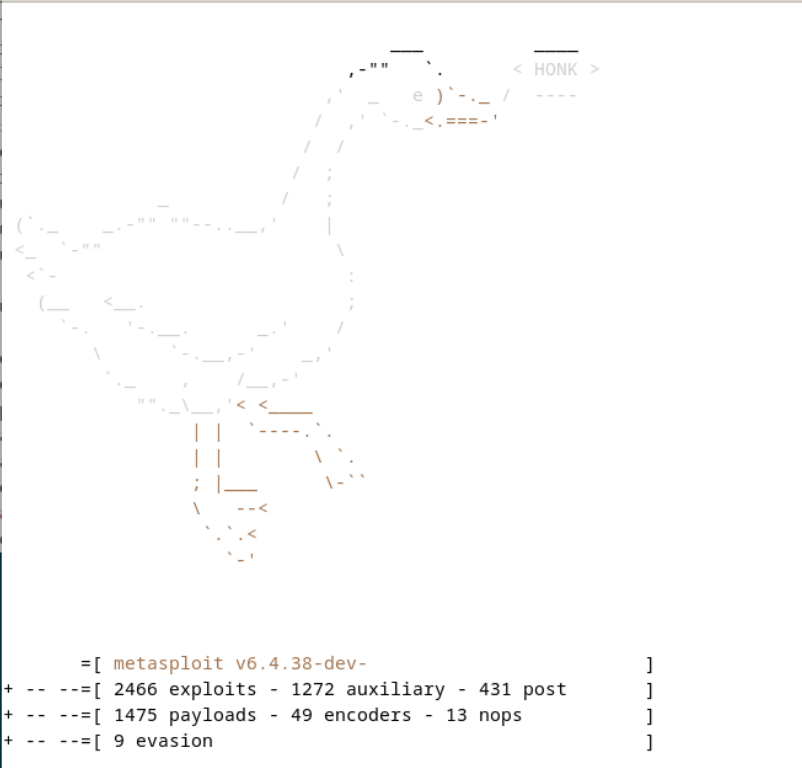 < HONK >
=[ metasploit v6.4.38-dev- ]
+ -- --=[ 2466 exploits - 1272 auxiliary - 431 post ]
+ -- --=[ 1475 payloads - 49 encoders - 13 nops ]
+ -- --=[ 9 evasion ]